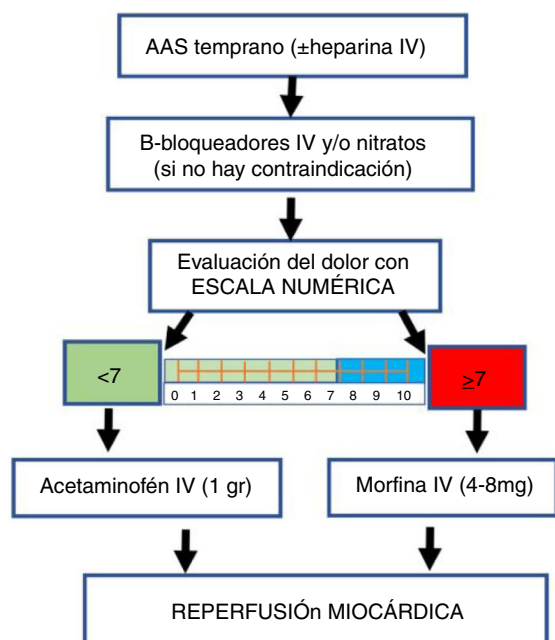 AAS temprano (±heparina IV)
B-bloqueadores IV y/o nitratos
(si no hay contraindicación)
Evaluación del dolor con
ESCALA NUMÉRICA
<7
0 1 2 3 4 5 6 7 8 9 10
≥7
Acetaminofén IV (1 gr)
Morfina IV (4-8mg)
REPERFUSIÓn MIOCÁRDICA